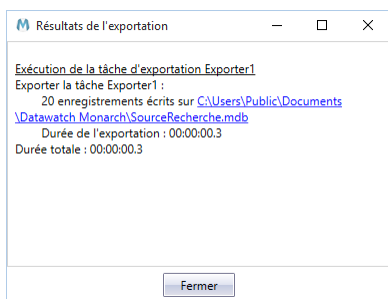 Résultats de l'exportation
Exécution de la tâche d'exportation Exporter1
Exporter la tâche Exporter1 :
20 enregistrements écrits sur C:\Users\Public\Documents
\Datawatch Monarch\SourceRecherche.mdb
Durée de l'exportation : 00:00:00.3
Durée totale : 00:00:00.3
Fermer